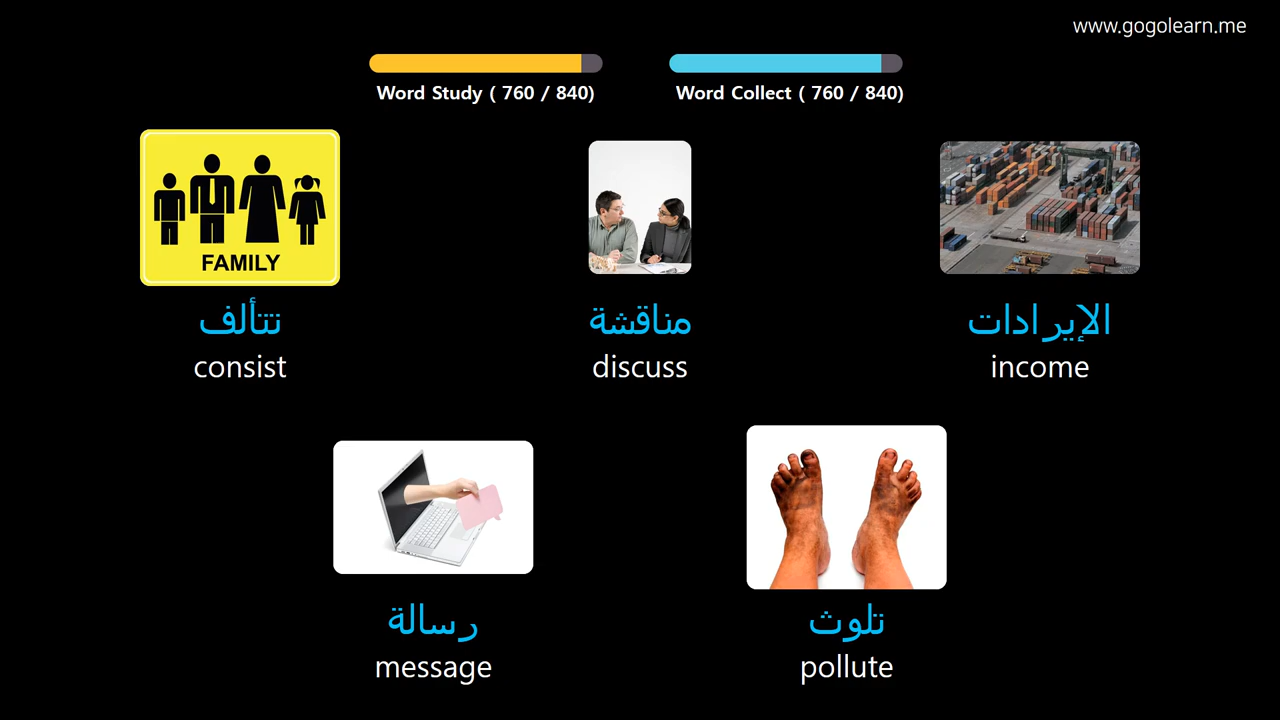 www.gogolearn.me
Word Study ( 760 / 840)
Word Collect ( 760 / 840)
FAMILY
تتألف
consist
مناقشة
discuss
الإيرادات
income
رسالة
message
تلوث
pollute